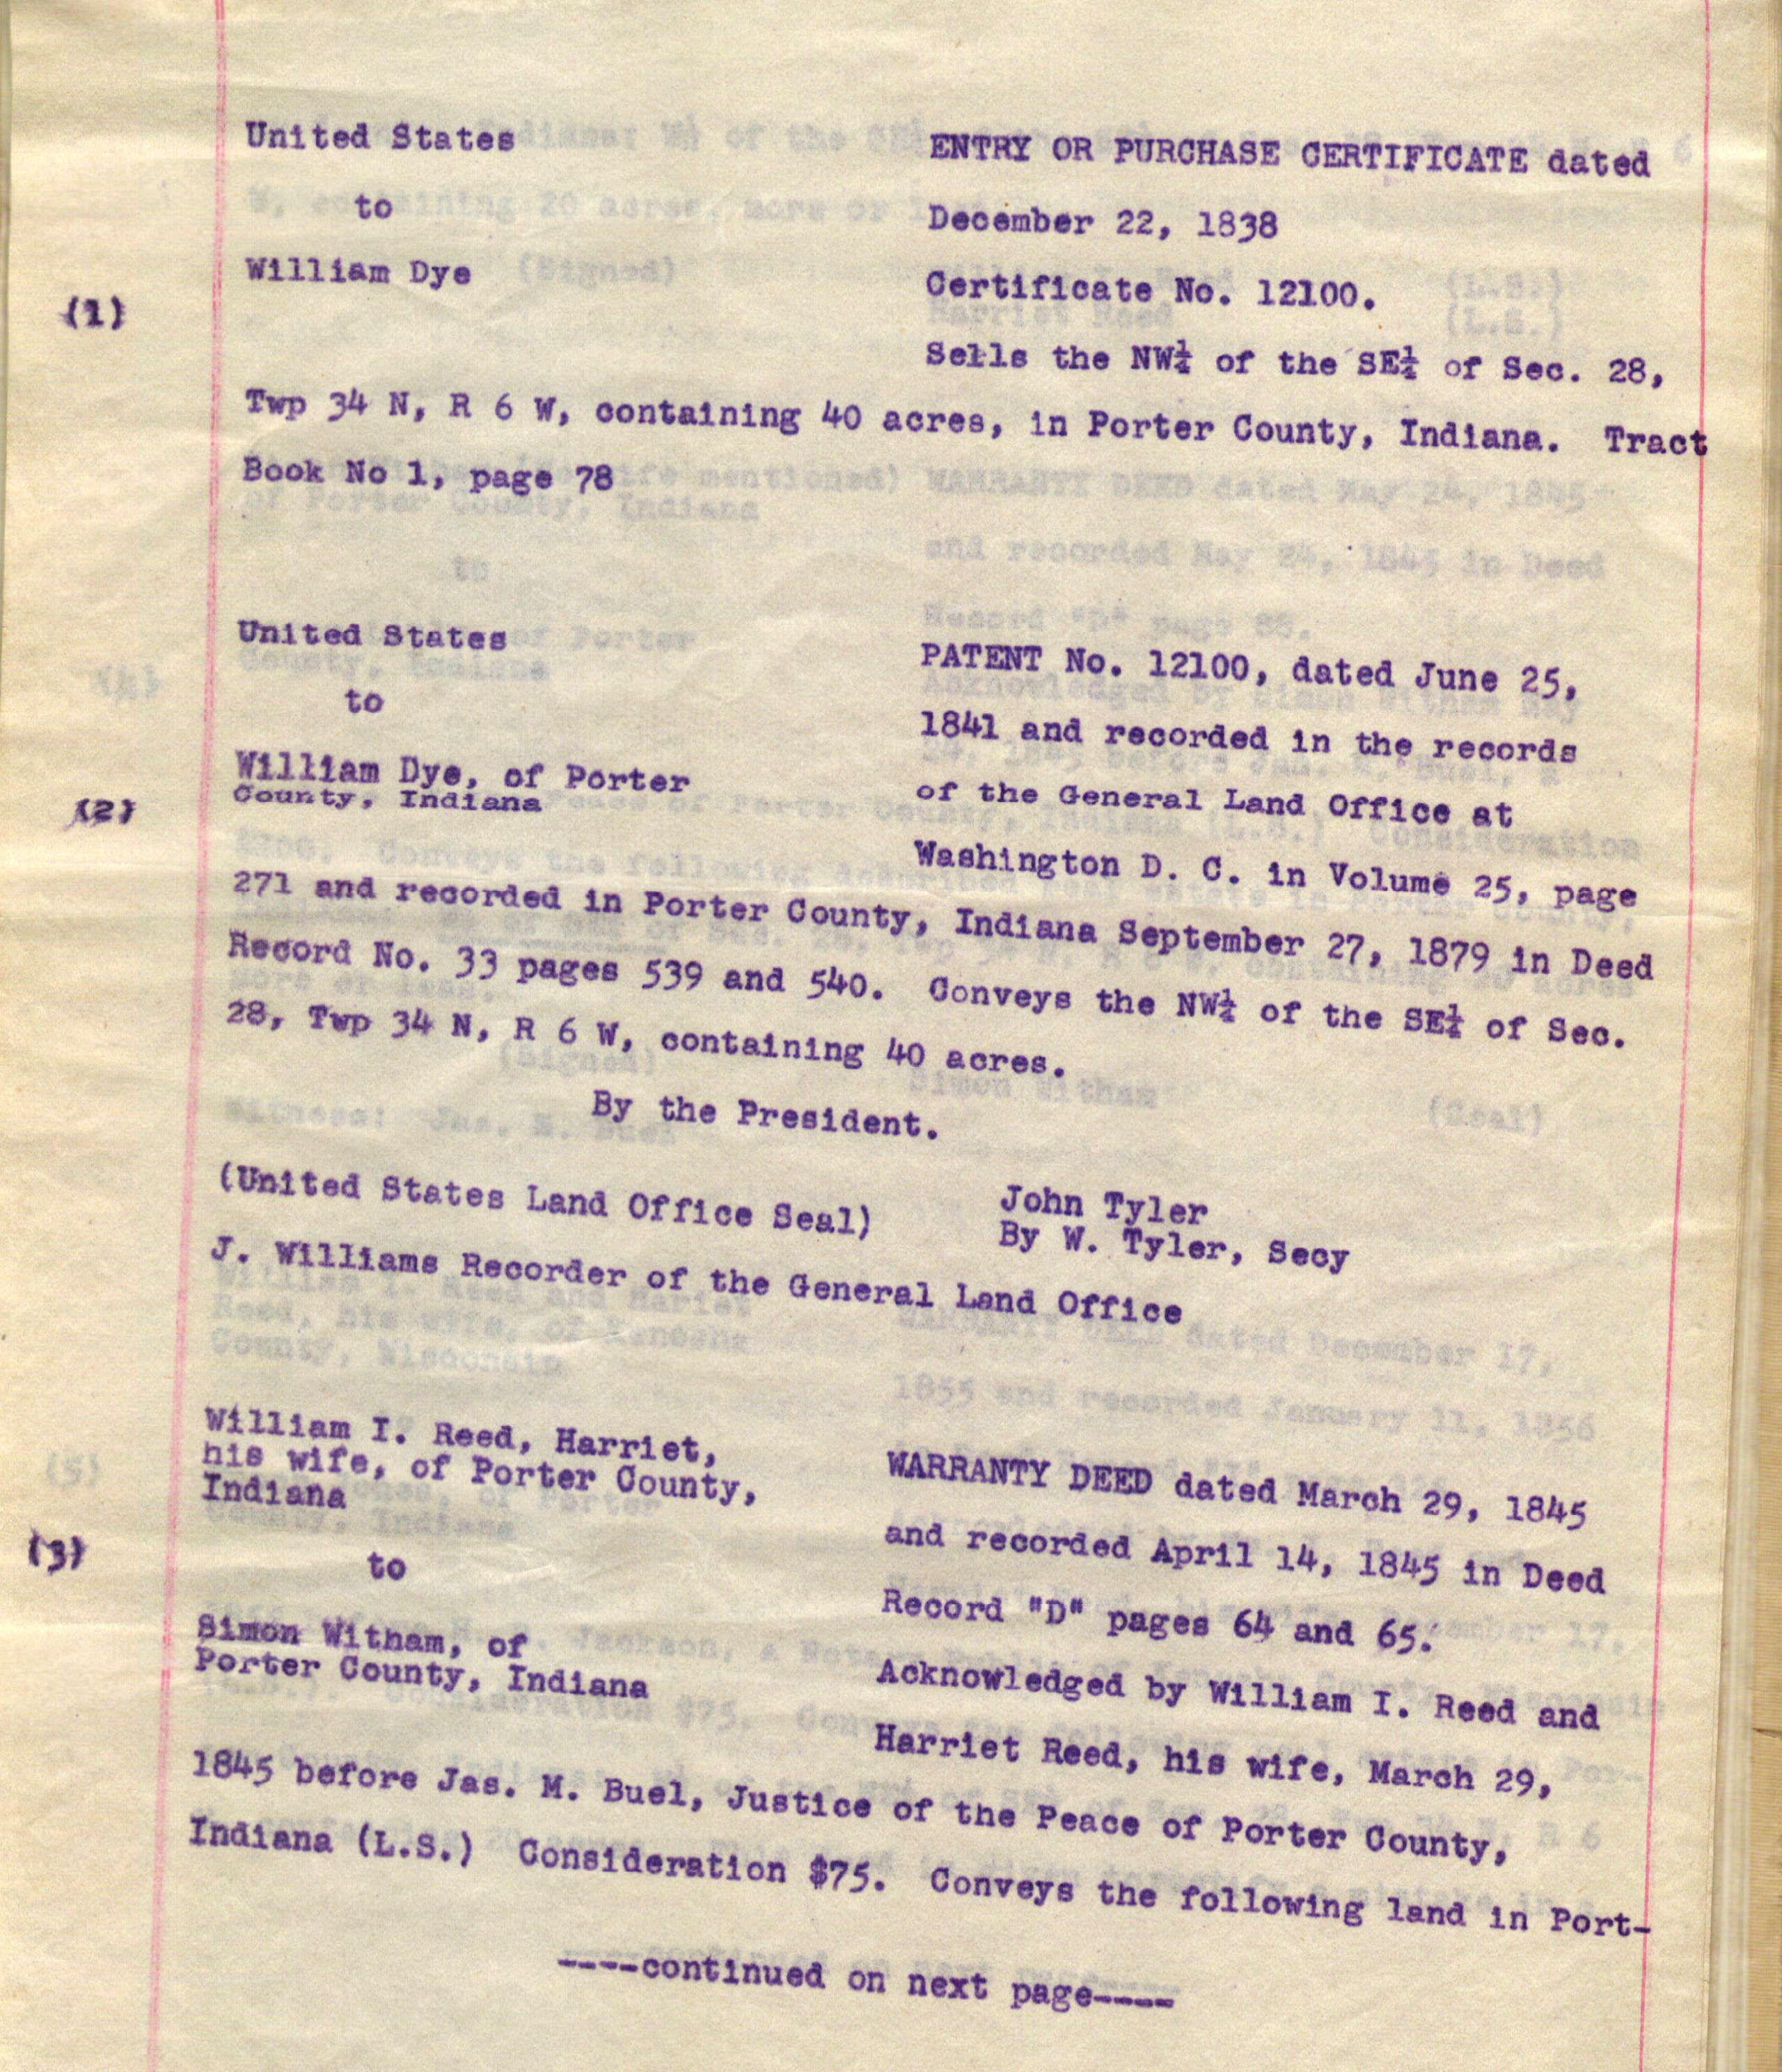 United States
ENTRY OR PURCHASE CERTIFICATE dated
to
December 22, 1838
William Dye
Certificate No. 12100.
(1)
Sells the NW¼ of the SE¼ of Sec. 28,
Twp 34 N, R 6 W, containing 40 acres, in Porter County, Indiana. Tract
Book No 1, page 78
United States
PATENT No. 12100, dated June 25,
to
1841 and recorded in the records
William Dye, of Porter
County, Indiana
of the General Land Office at
(2)
Washington D. C. in Volume 25, page
271 and recorded in Porter County, Indiana September 27, 1879 in Deed
Record No. 33 pages 539 and 540. Conveys the NW¼ of the SE¼ of Sec.
28, Twp 34 N, R 6 W, containing 40 acres.
By the President.
(United States Land Office Seal)
John Tyler
By W. Tyler, Secy
J. Williams Recorder of the General Land Office
William I. Reed, Harriet,
his wife, of Porter County,
Indiana
WARRANTY DEED dated March 29, 1845
(3)
to
and recorded April 14, 1845 in Deed
Record "D" pages 64 and 65.
Simon Witham, of
Porter County, Indiana
Acknowledged by William I. Reed and
Harriet Reed, his wife, March 29,
1845 before Jas. M. Buel, Justice of the Peace of Porter County,
Indiana (L.S.) Consideration $75. Conveys the following land in Port-
----continued on next page----